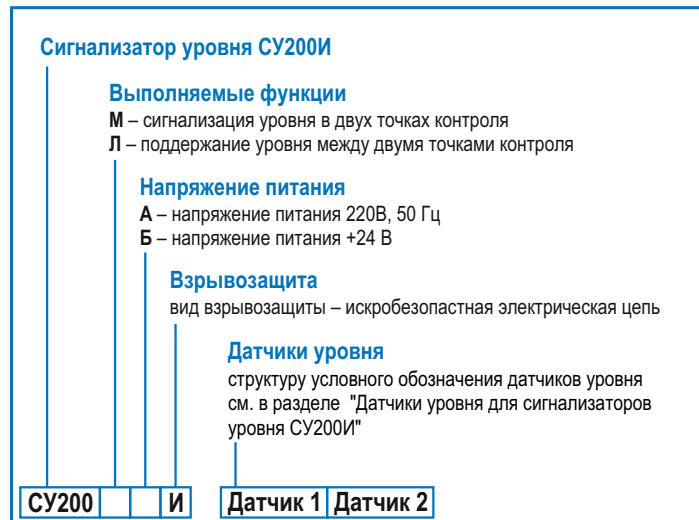 Сигнализатор уровня СУ200И
Выполняемые функции
М – сигнализация уровня в двух точках контроля
Л – поддержание уровня между двумя точками контроля
Напряжение питания
А – напряжение питания 220В, 50 Гц
Б – напряжение питания +24 В
Взрывозащита
вид взрывозащиты – искробезопастная электрическая цепь
Датчики уровня
структуру условного обозначения датчиков уровня
см. в разделе "Датчики уровня для сигнализаторов
уровня СУ200И"
СУ200 И Датчик 1 Датчик 2